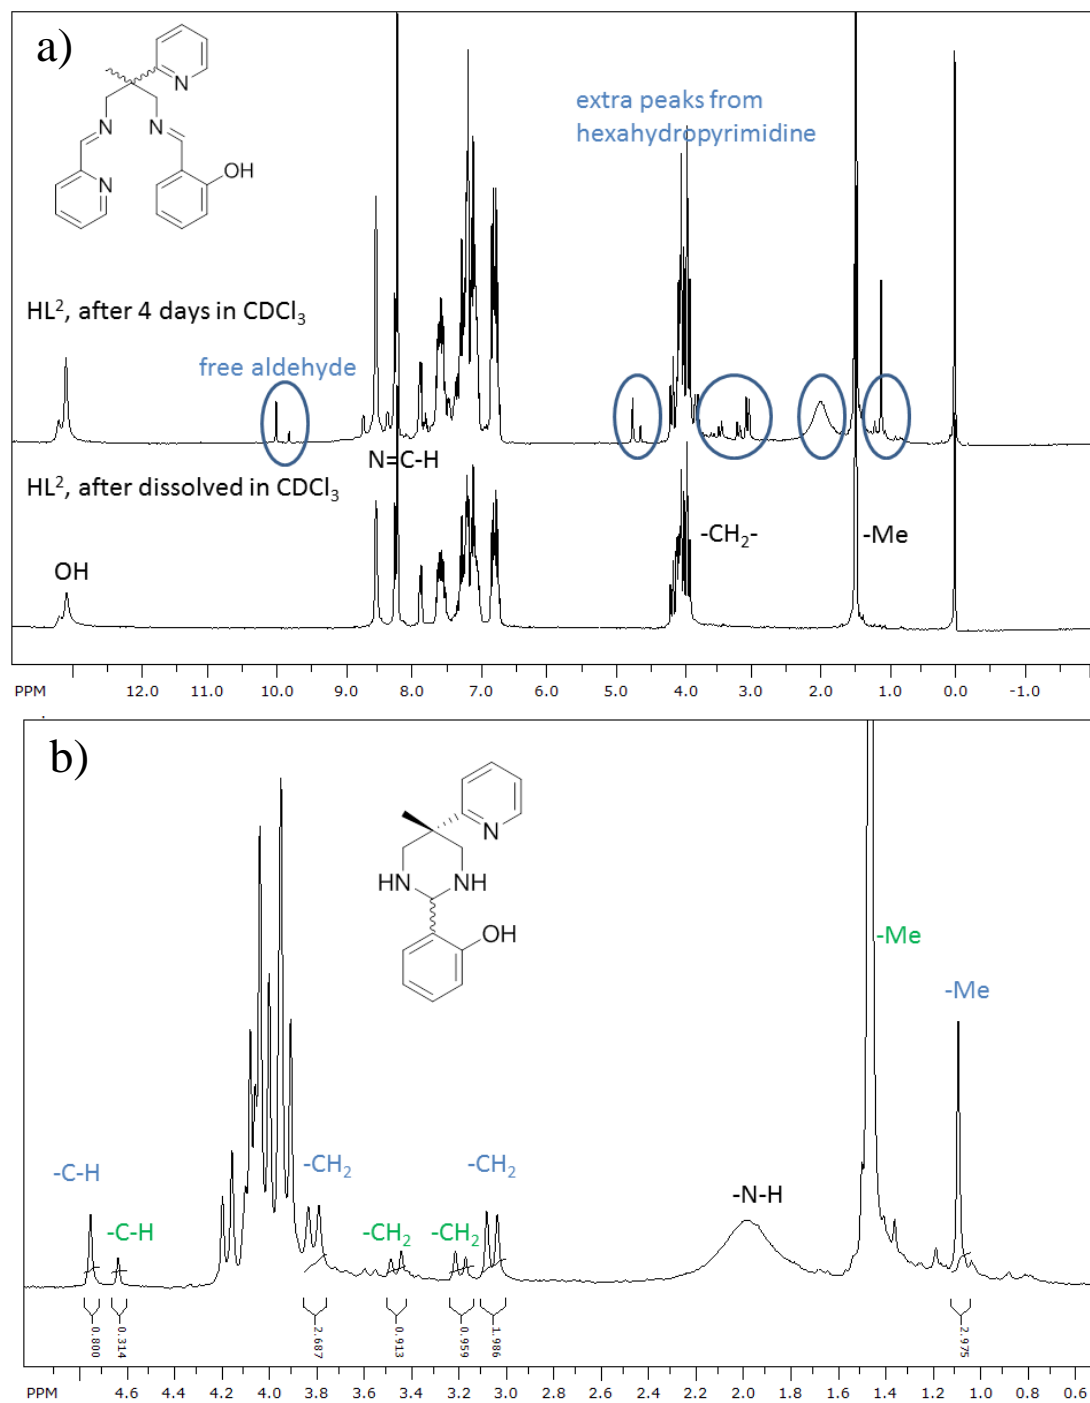 a)
N
N
N
N
OH
extra peaks from
hexahydropyrimidine
HL², after 4 days in CDCl₃
free aldehyde
N=C-H
HL², after dissolved in CDCl₃
-CH₂-
-Me
OH
PPM 12.0 11.0 10.0 9.0 8.0 7.0 6.0 5.0 4.0 3.0 2.0 1.0 0.0 -1.0
b)
N
HN
NH
OH
-Me
-Me
-C-H
-CH₂
-CH₂
-N-H
-C-H
-CH₂
-CH₂
0.800
0.314
2.687
0.913
0.959
1.986
2.975
PPM 4.6 4.4 4.2 4.0 3.8 3.6 3.4 3.2 3.0 2.8 2.6 2.4 2.2 2.0 1.8 1.6 1.4 1.2 1.0 0.8 0.6